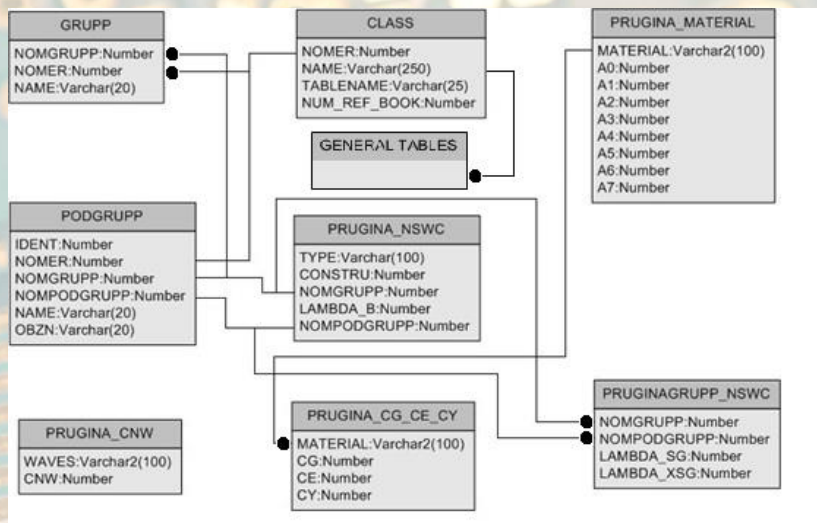 GRUPP
NOMGRUPP:Number
NOMER:Number
NAME:Varchar(20)
CLASS
NOMER:Number
NAME:Varchar(250)
TABLENAME:Varchar(25)
NUM_REF_BOOK:Number
PRUGINA_MATERIAL
MATERIAL:Varchar2(100)
A0:Number
A1:Number
A2:Number
A3:Number
A4:Number
A5:Number
A6:Number
A7:Number
GENERAL TABLES
PODGRUPP
IDENT:Number
NOMER:Number
NOMGRUPP:Number
NOMPODGRUPP:Number
NAME:Varchar(20)
OBZN:Varchar(20)
PRUGINA_NSWC
TYPE:Varchar(100)
CONSTRU:Number
NOMGRUPP:Number
LAMBDA_B:Number
NOMPODGRUPP:Number
PRUGINA_CNW
WAVES:Varchar2(100)
CNW:Number
PRUGINA_CG_CE_CY
MATERIAL:Varchar2(100)
CG:Number
CE:Number
CY:Number
PRUGINAGRUPP_NSWC
NOMGRUPP:Number
NOMPODGRUPP:Number
LAMBDA_SG:Number
LAMBDA_XSG:Number